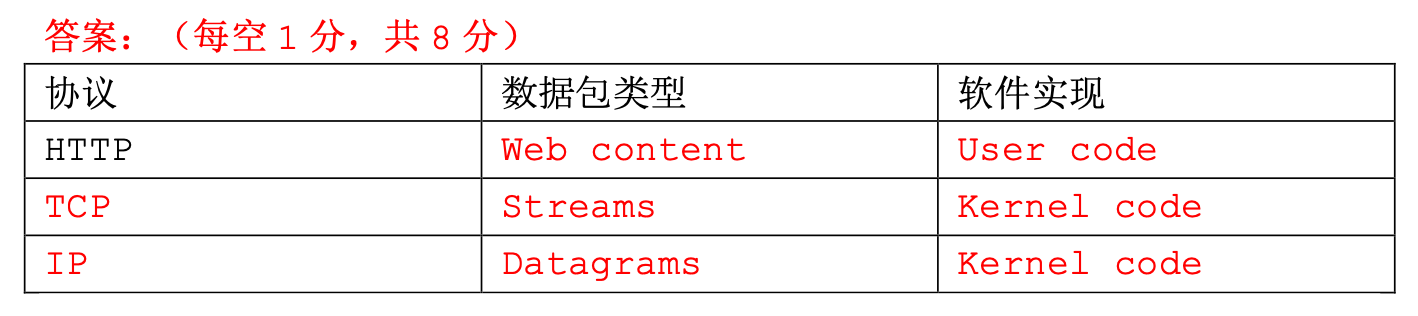 答案：（每空 1 分，共 8 分）
协议 数据包类型 软件实现
HTTP Web content User code
TCP Streams Kernel code
IP Datagrams Kernel code